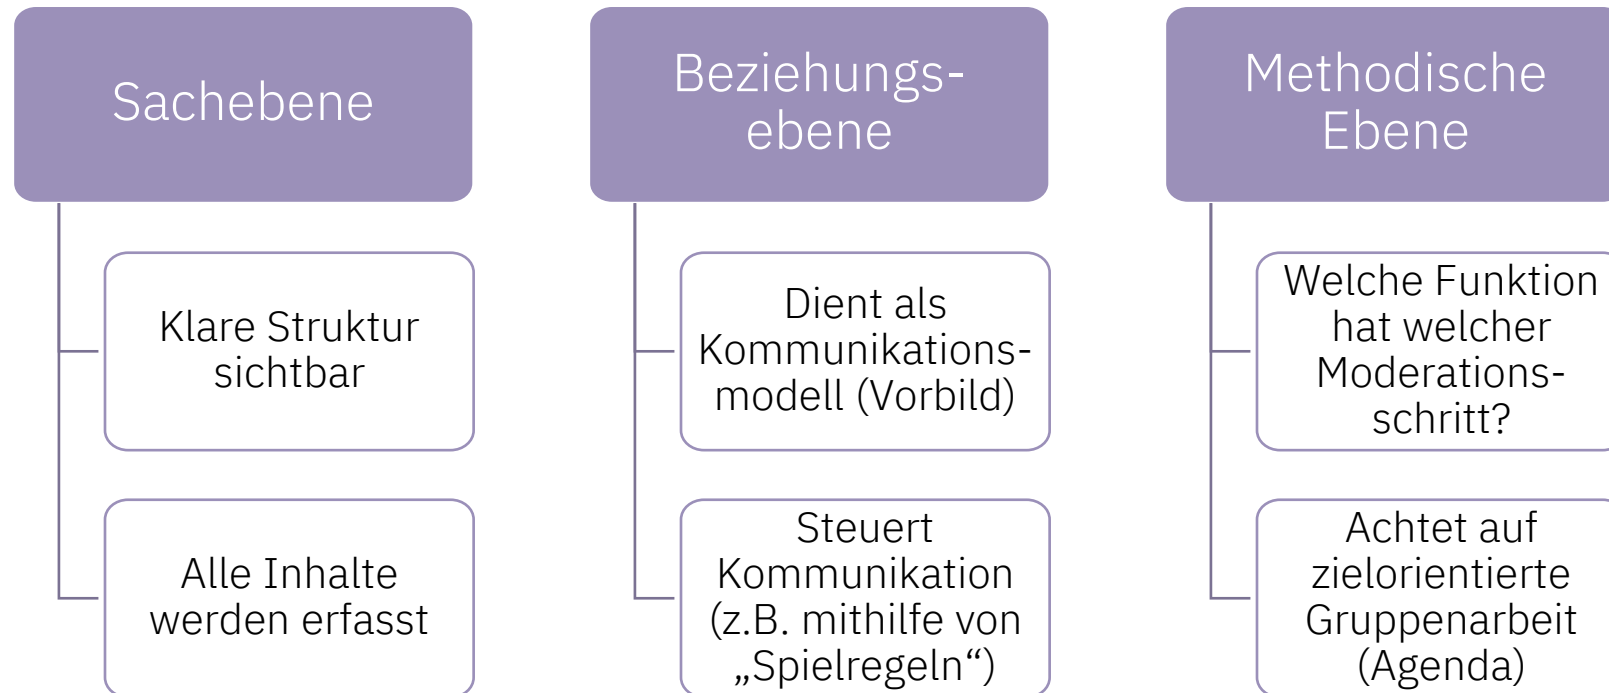 Sachebene
Klare Struktur
sichtbar
Alle Inhalte
werden erfasst
Beziehungs-
ebene
Dient als
Kommunikations-
modell (Vorbild)
Steuert
Kommunikation
(z.B. mithilfe von
„Spielregeln“)
Methodische
Ebene
Welche Funktion
hat welcher
Moderations-
schritt?
Achtet auf
zielorientierte
Gruppenarbeit
(Agenda)